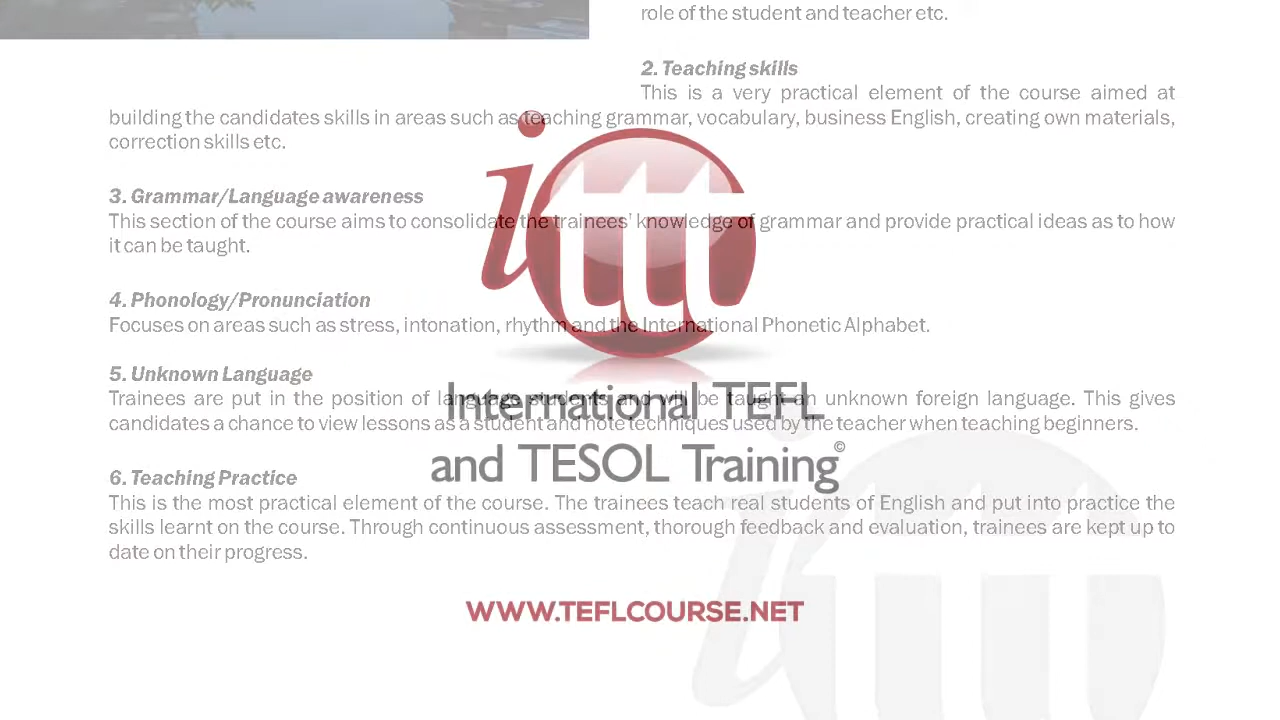 role of the student and teacher etc.
2. Teaching skills
This is a very practical element of the course aimed at
building the candidates skills in areas such as teaching grammar, vocabulary, business English, creating own materials,
correction skills etc.
3. Grammar/Language awareness
This section of the course aims to consolidate the trainees' knowledge of grammar and provide practical ideas as to how
it can be taught.
4. Phonology/Pronunciation
Focuses on areas such as stress, intonation, rhythm and the International Phonetic Alphabet.
5. Unknown Language
Trainees are put in the position of language students and will be taught an unknown foreign language. This gives
candidates a chance to view lessons as a student and note techniques used by the teacher when teaching beginners.
6. Teaching Practice
This is the most practical element of the course. The trainees teach real students of English and put into practice the
skills learnt on the course. Through continuous assessment, thorough feedback and evaluation, trainees are kept up to
date on their progress.
ittt
International TEFL
and TESOL Training©
WWW.TEFLCOURSE.NET
ittt